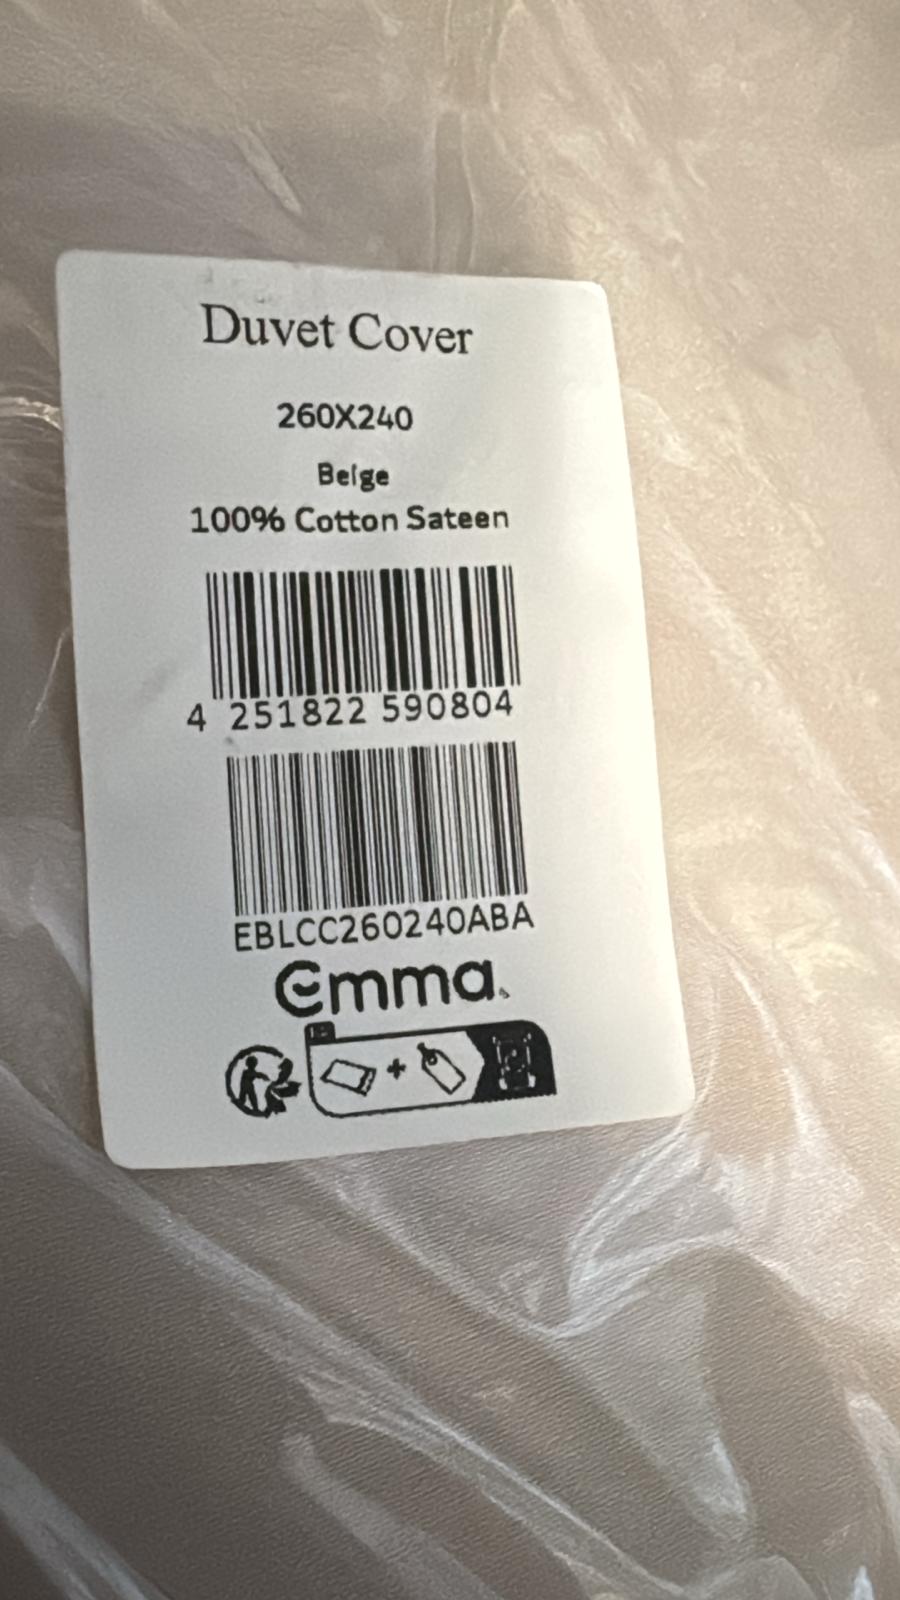 Duvet Cover
260X240
Beige
100% Cotton Sateen
4 251822 590804
EBLCC260240ABA
Emma